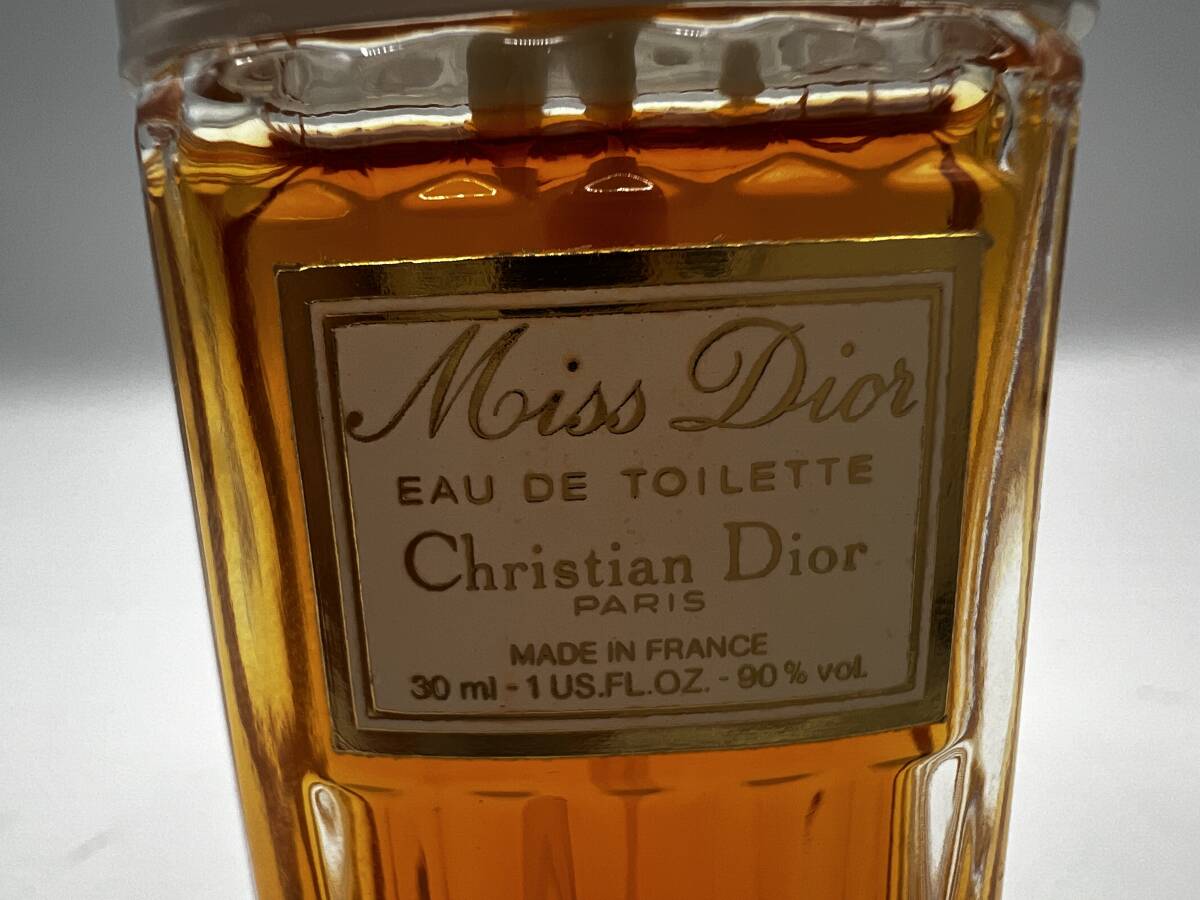 Miss Dior
EAU DE TOILETTE
Christian Dior
PARIS
MADE IN FRANCE
30 ml - 1 US.FL.OZ. - 90 % vol.